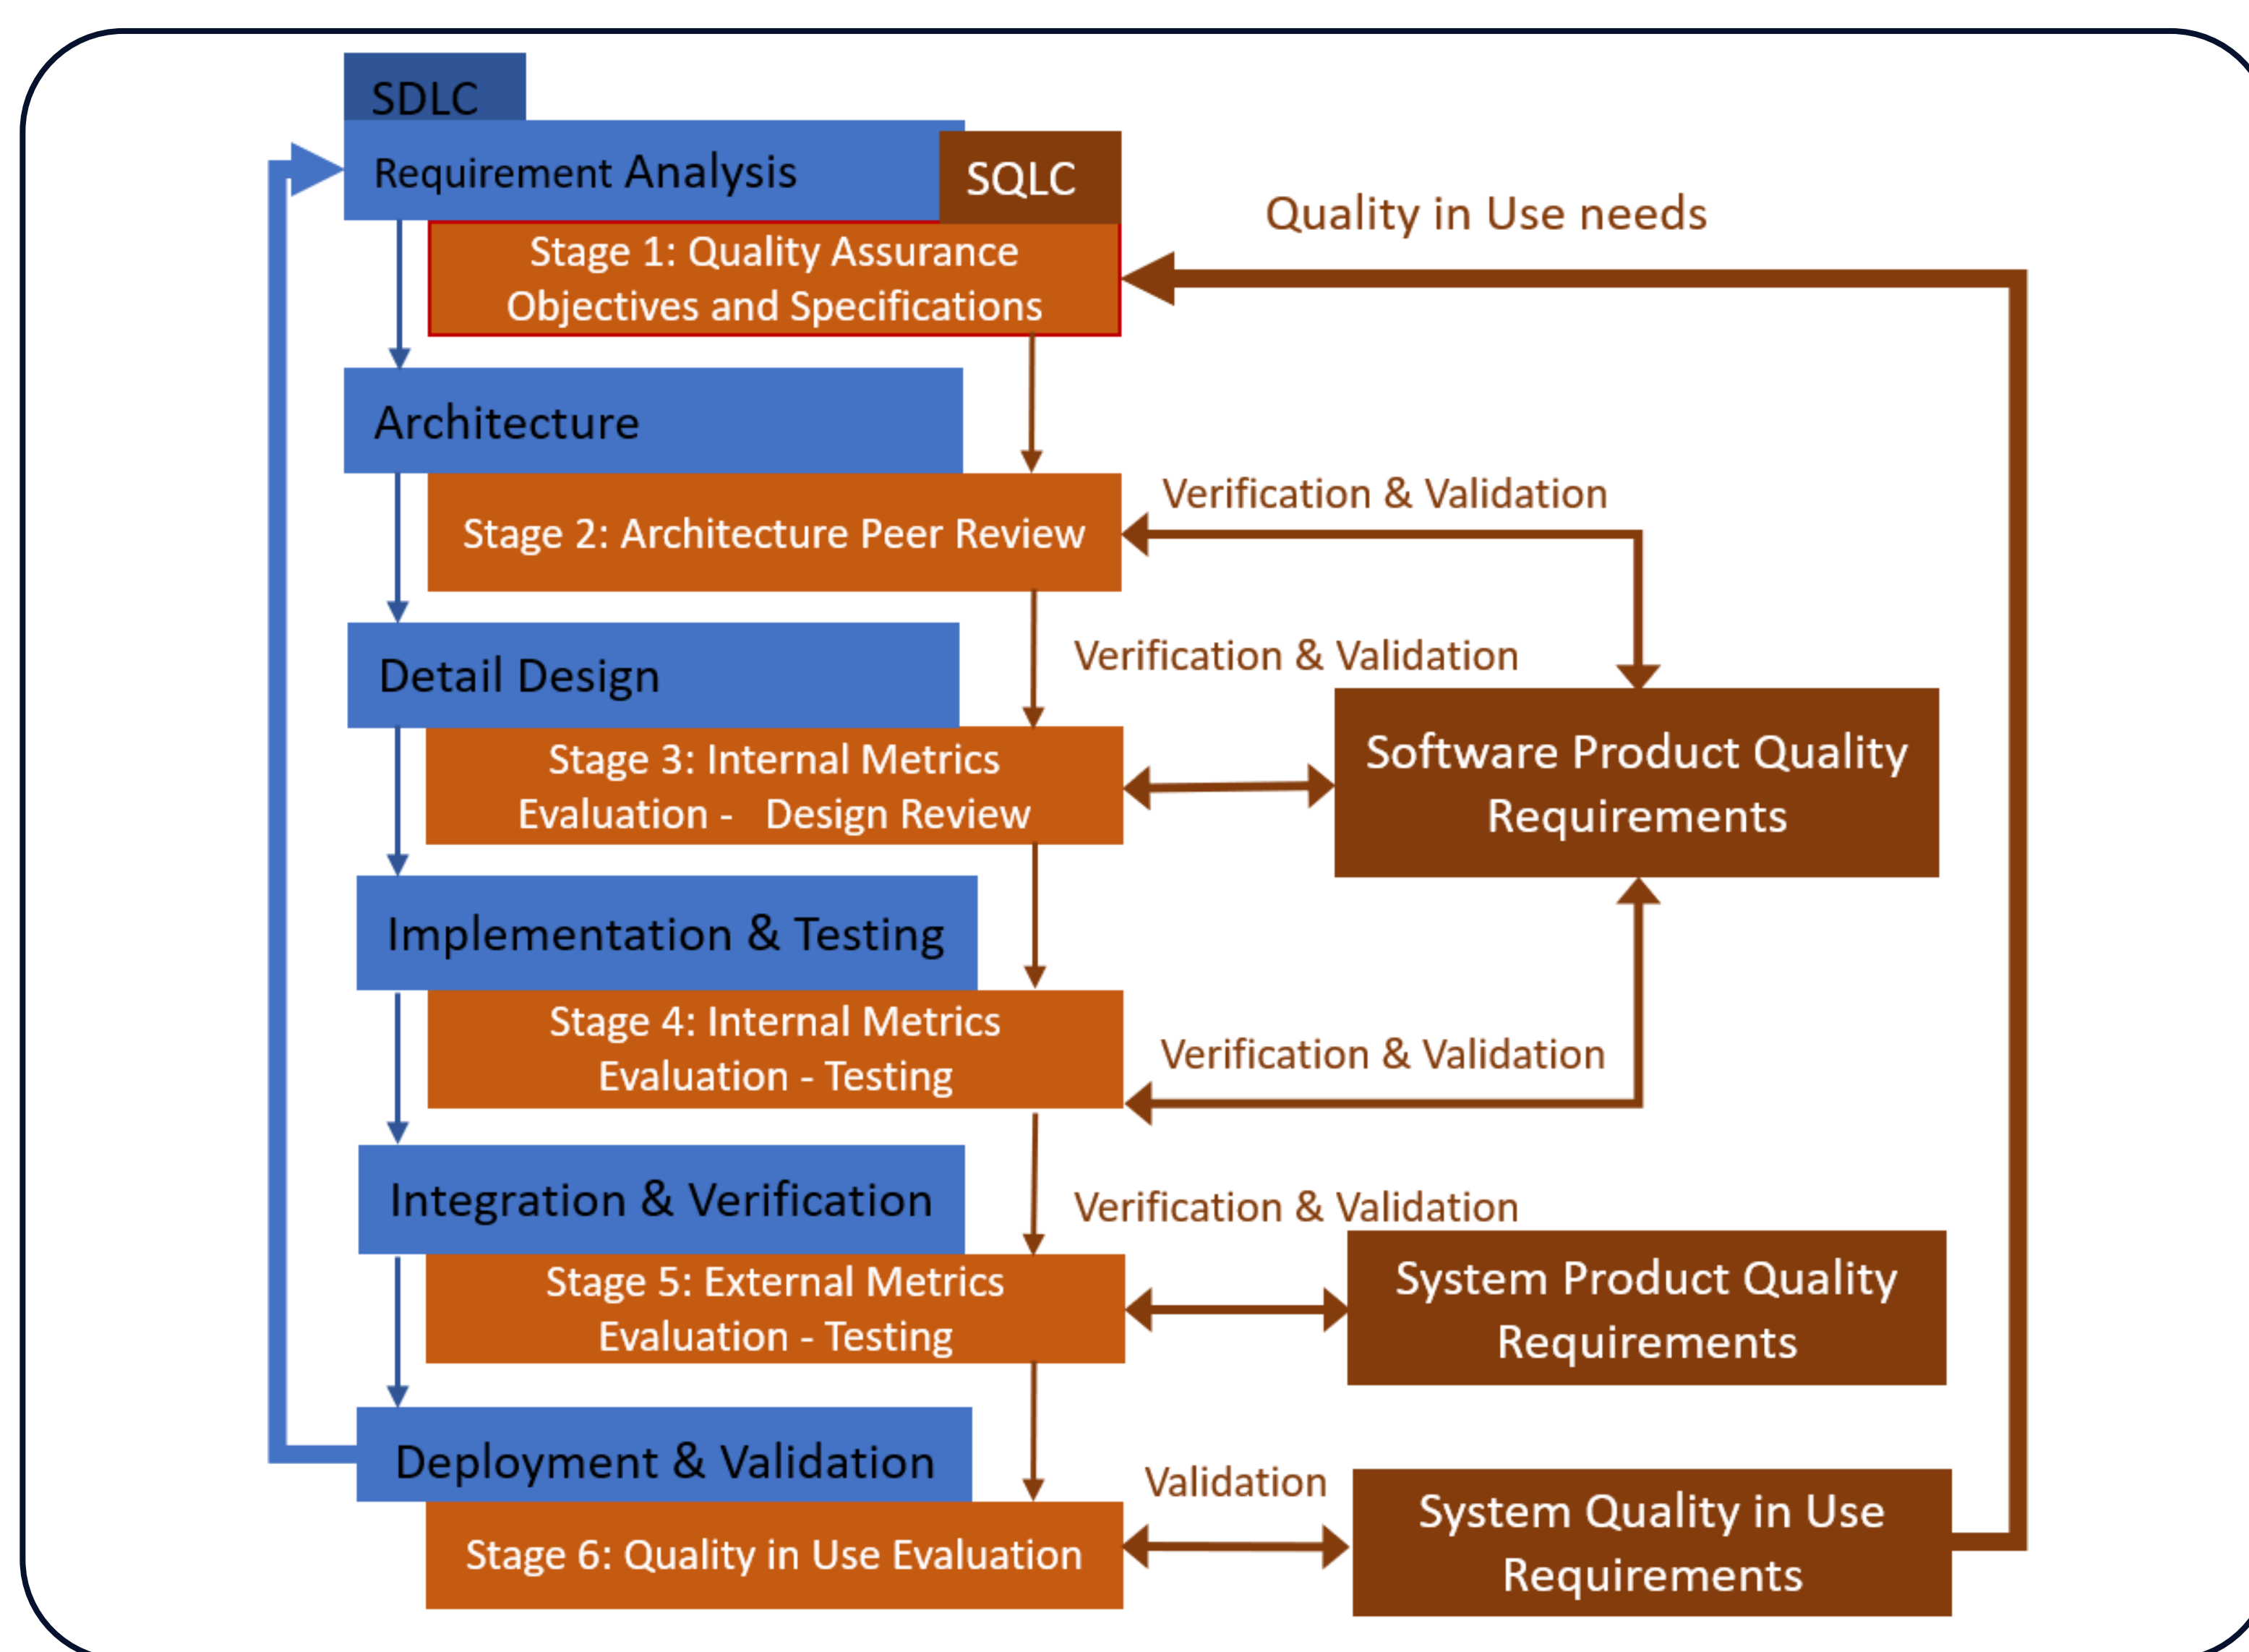 SDLC
Requirement Analysis
SQLC
Quality in Use needs
Stage 1: Quality Assurance
Objectives and Specifications
Architecture
Verification & Validation
Stage 2: Architecture Peer Review
Verification & Validation
Detail Design
Software Product Quality
Requirements
Stage 3: Internal Metrics
Evaluation -   Design Review
Implementation & Testing
Stage 4: Internal Metrics
Evaluation - Testing
Verification & Validation
Integration & Verification
Verification & Validation
Stage 5: External Metrics
Evaluation - Testing
System Product Quality
Requirements
Deployment & Validation
Validation
Stage 6: Quality in Use Evaluation
System Quality in Use
Requirements